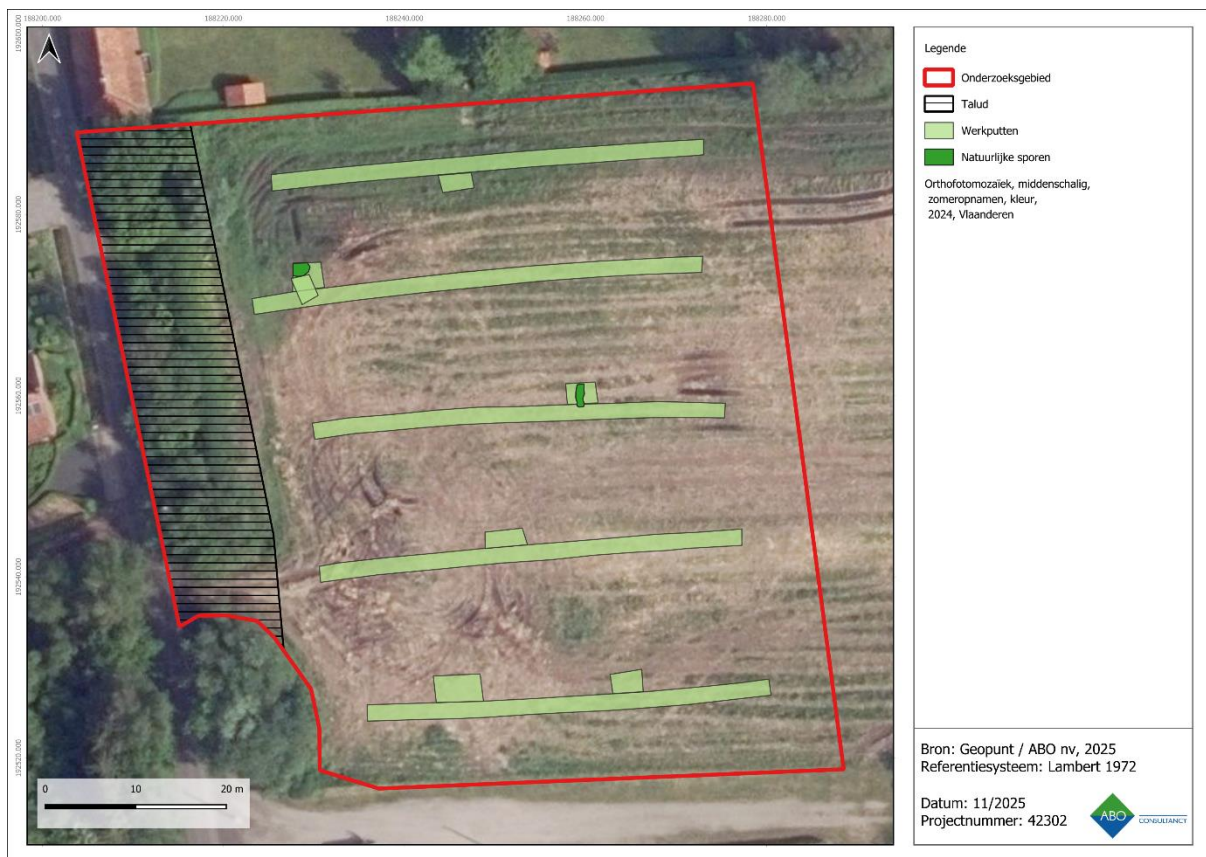 188200.000 188220.000 188240.000 188260.000 188280.000
192600.000
192580.000
192560.000
192540.000
192520.000
0 10 20 m
Legende
Onderzoeksgebied
Talud
Werkputten
Natuurlijke sporen
Orthofotomozaïek, middenschalig,
zomeropnamen, kleur,
2024, Vlaanderen
Bron: Geopunt / ABO nv, 2025
Referentiesysteem: Lambert 1972
Datum: 11/2025
Projectnummer: 42302
ABO CONSULTANCY